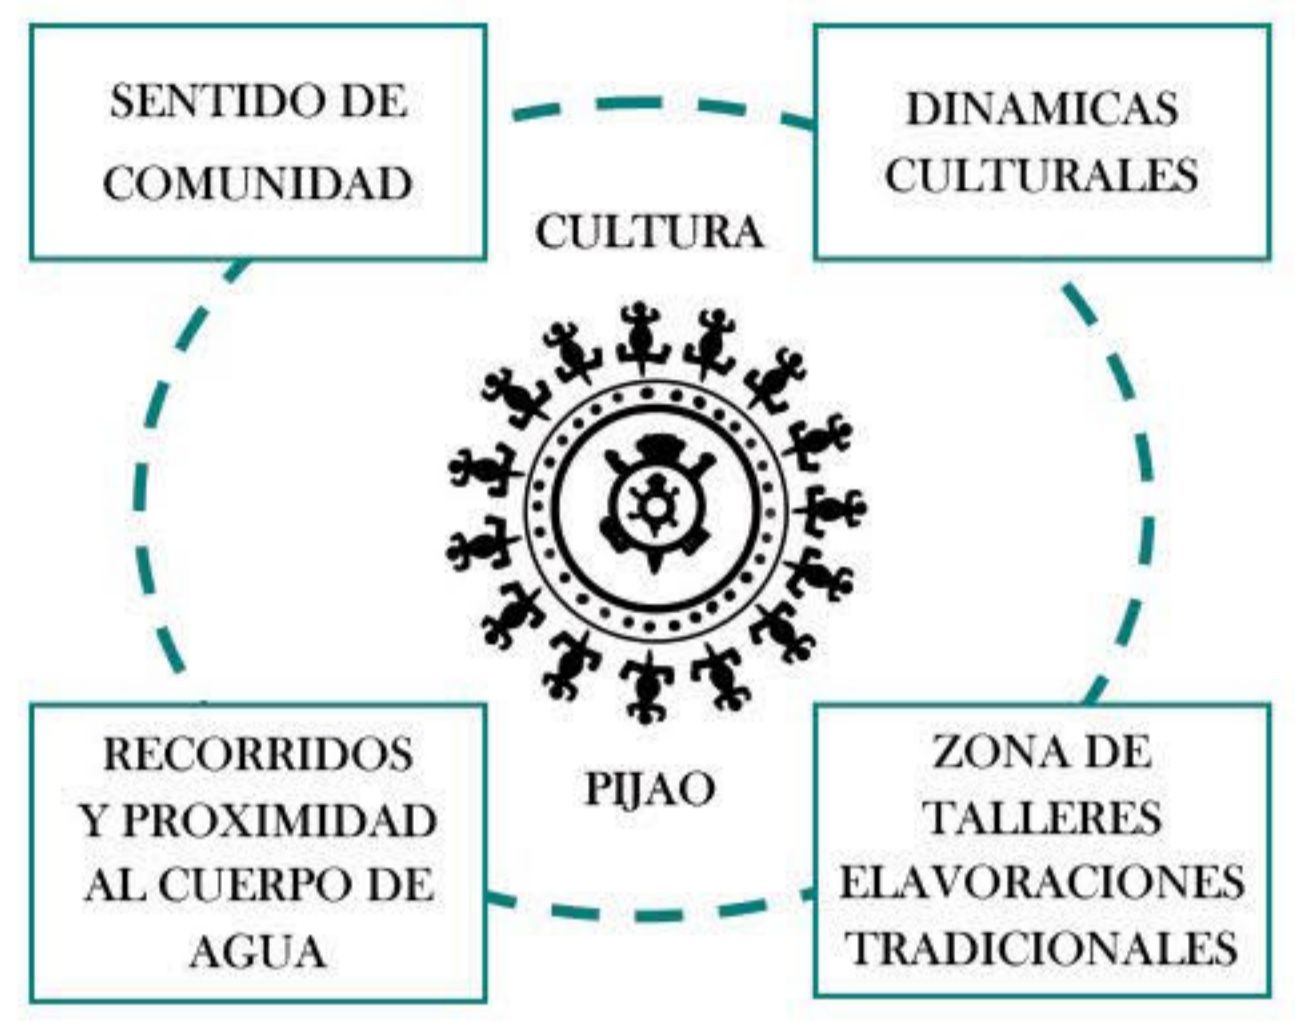 SENTIDO DE
COMUNIDAD
DINAMICAS
CULTURALES
CULTURA
PIJAO
RECORRIDOS
Y PROXIMIDAD
AL CUERPO DE
AGUA
ZONA DE
TALLERES
ELAVORACIONES
TRADICIONALES